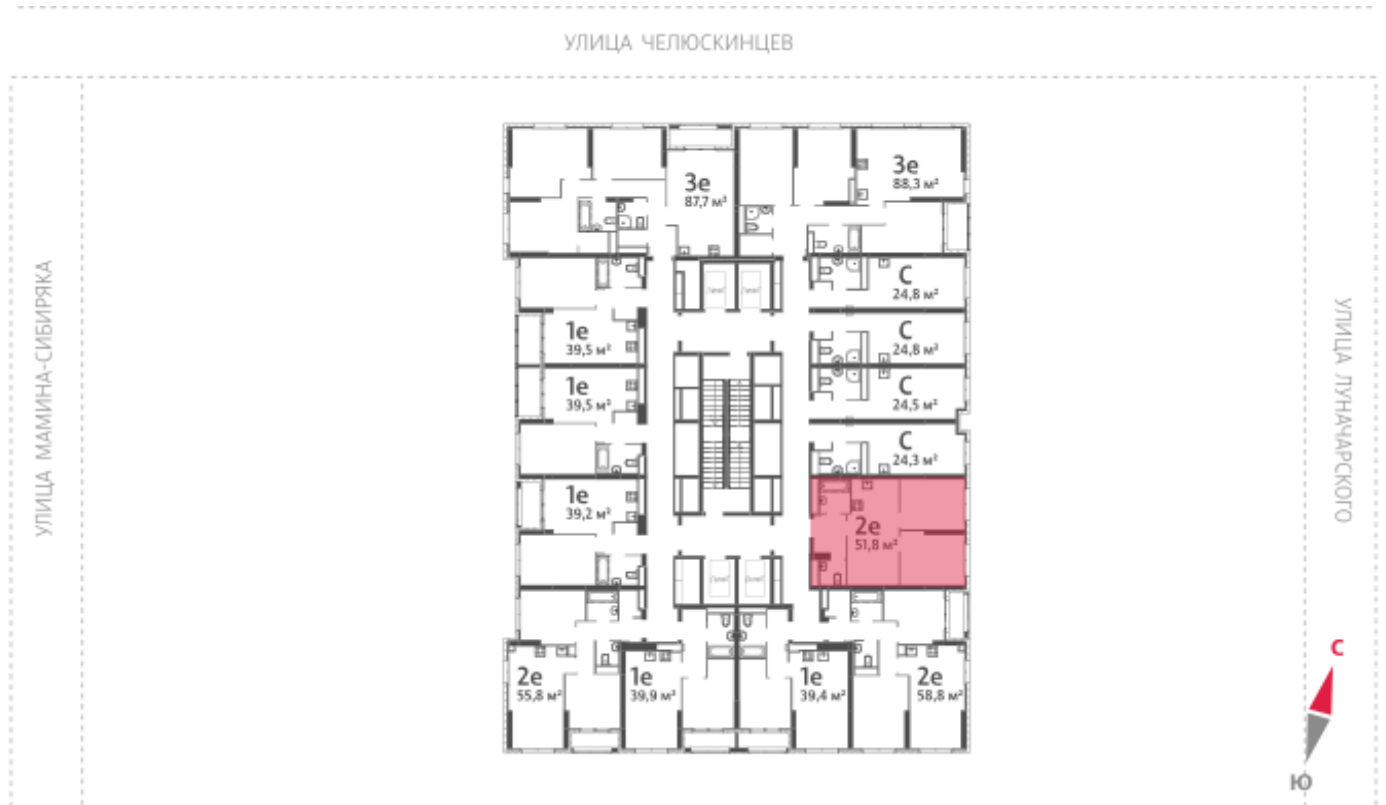 УЛИЦА ЧЕЛЮСКИНЦЕВ
УЛИЦА МАМИНА-СИБИРЯКА
УЛИЦА ЛУНАЧАРСКОГО
3е
87,7 м²
3е
88,3 м²
С
24,8 м²
1е
39,5 м²
С
24,8 м²
1е
39,5 м²
С
24,5 м²
С
24,3 м²
1е
39,2 м²
2е
51,8 м²
2е
55,8 м²
1е
39,9 м²
1е
39,4 м²
2е
58,8 м²
С
Ю